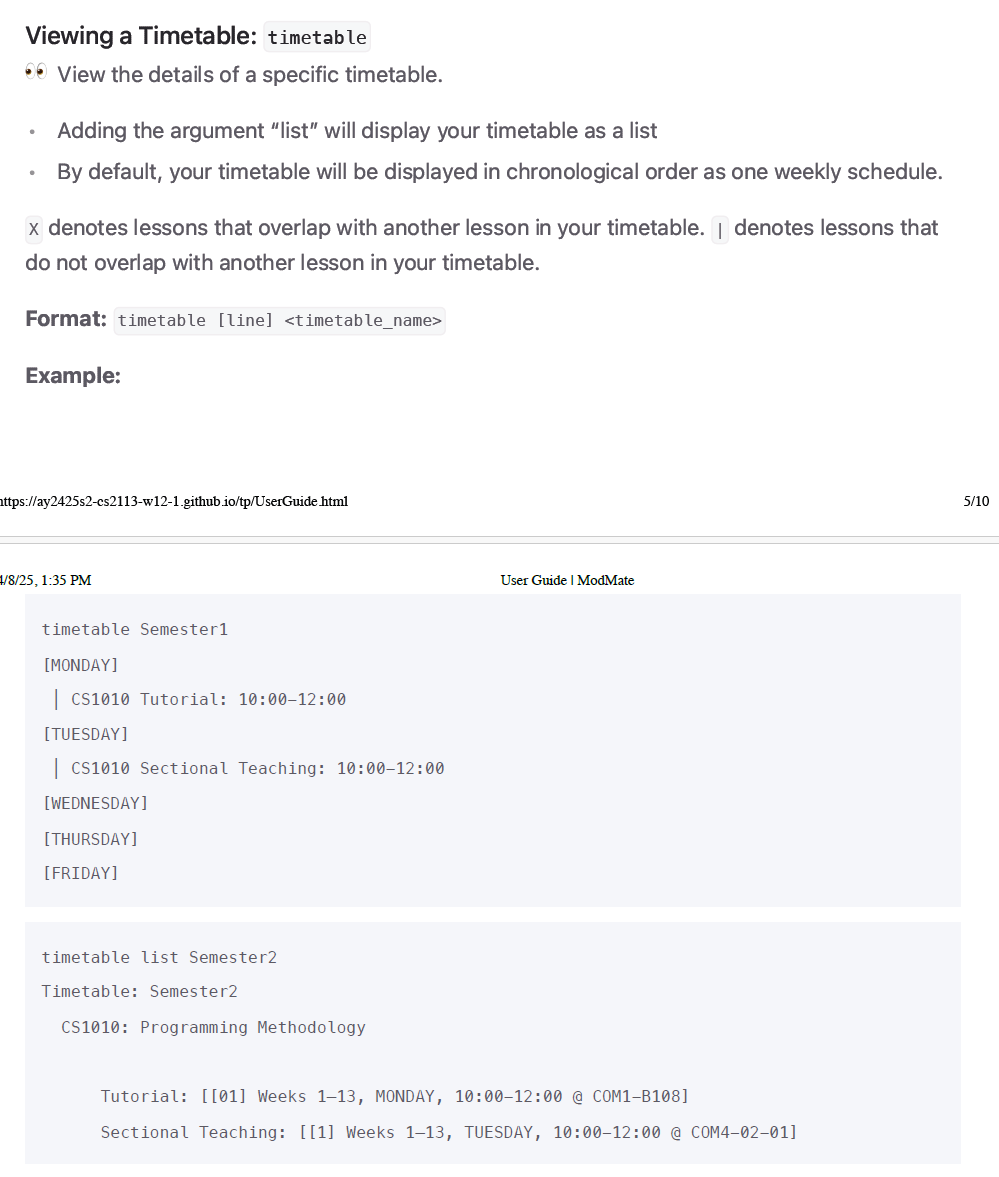 Viewing a Timetable: timetable
👀 View the details of a specific timetable.
• Adding the argument “list” will display your timetable as a list
• By default, your timetable will be displayed in chronological order as one weekly schedule.
X denotes lessons that overlap with another lesson in your timetable. | denotes lessons that
do not overlap with another lesson in your timetable.
Format: timetable [line] <timetable_name>
Example:
https://ay2425s2-cs2113-w12-1.github.io/tp/UserGuide.html 5/10
4/8/25, 1:35 PM User Guide | ModMate
timetable Semester1
[MONDAY]
| CS1010 Tutorial: 10:00–12:00
[TUESDAY]
| CS1010 Sectional Teaching: 10:00–12:00
[WEDNESDAY]
[THURSDAY]
[FRIDAY]
timetable list Semester2
Timetable: Semester2
CS1010: Programming Methodology
Tutorial: [[01] Weeks 1–13, MONDAY, 10:00–12:00 @ COM1–B108]
Sectional Teaching: [[1] Weeks 1–13, TUESDAY, 10:00–12:00 @ COM4–02–01]